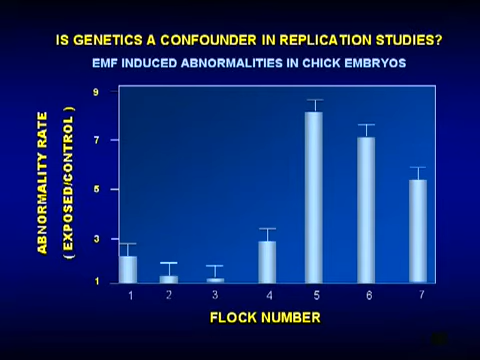 IS GENETICS A CONFOUNDER IN REPLICATION STUDIES?
EMF INDUCED ABNORMALITIES IN CHICK EMBRYOS
ABNORMALITY RATE
( EXPOSED/CONTROL )
9
7
5
3
1
1 2 3 4 5 6 7
FLOCK NUMBER